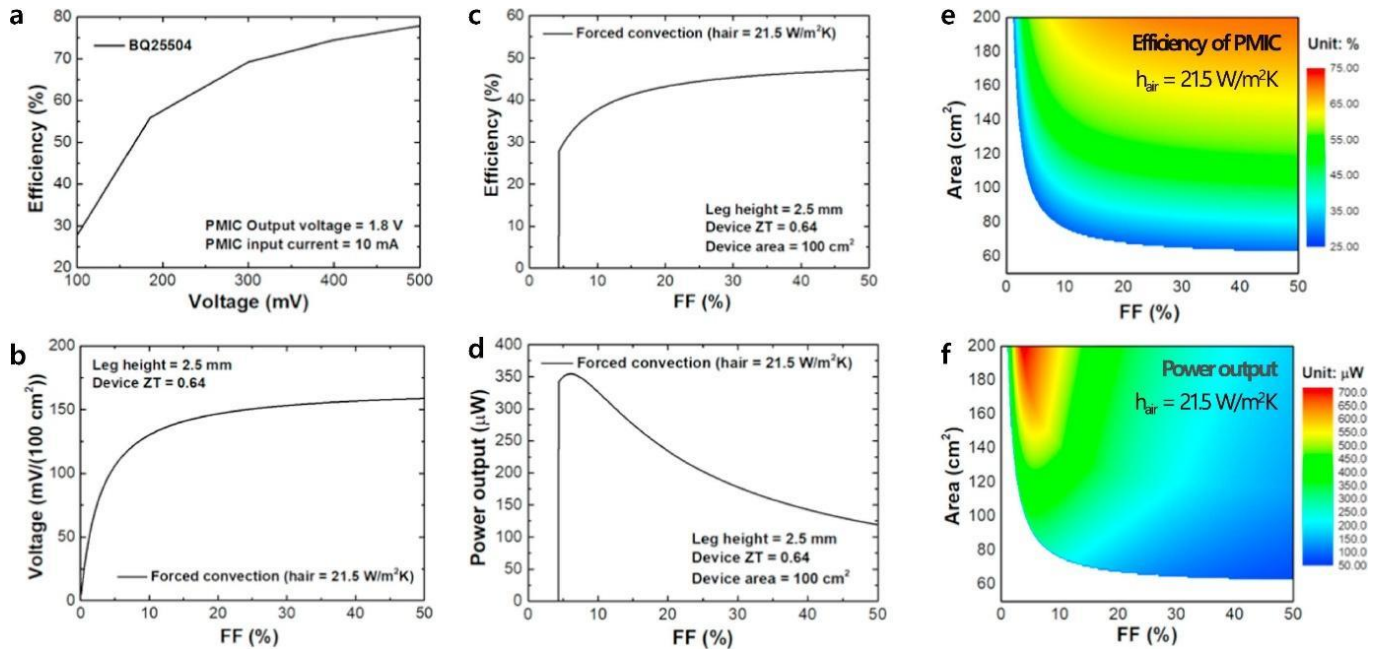 a
80
70
60
50
40
30
20
Efficiency (%)
BQ25504
PMIC Output voltage = 1.8 V
PMIC input current = 10 mA
100
200
300
400
500
Voltage (mV)
b
200
150
100
50
0
Voltage (mV/(100 cm²))
Leg height = 2.5 mm
Device ZT = 0.64
Forced convection (hair = 21.5 W/m²K)
0
10
20
30
40
50
FF (%)
c
60
50
40
30
20
10
0
Efficiency (%)
Forced convection (hair = 21.5 W/m²K)
Leg height = 2.5 mm
Device ZT = 0.64
Device area = 100 cm²
0
10
20
30
40
50
FF (%)
d
400
350
300
250
200
150
100
50
0
Power output (μW)
Forced convection (hair = 21.5 W/m²K)
Leg height = 2.5 mm
Device ZT = 0.64
Device area = 100 cm²
0
10
20
30
40
50
FF (%)
e
200
180
160
140
120
100
80
60
Area (cm²)
Efficiency of PMIC
hair = 21.5 W/m²K
Unit: %
75.00
65.00
55.00
45.00
35.00
25.00
0
10
20
30
40
50
FF (%)
f
200
180
160
140
120
100
80
60
Area (cm²)
Power output
hair = 21.5 W/m²K
Unit: μW
700.0
650.0
600.0
550.0
500.0
450.0
400.0
350.0
300.0
250.0
200.0
150.0
100.0
50.00
0
10
20
30
40
50
FF (%)